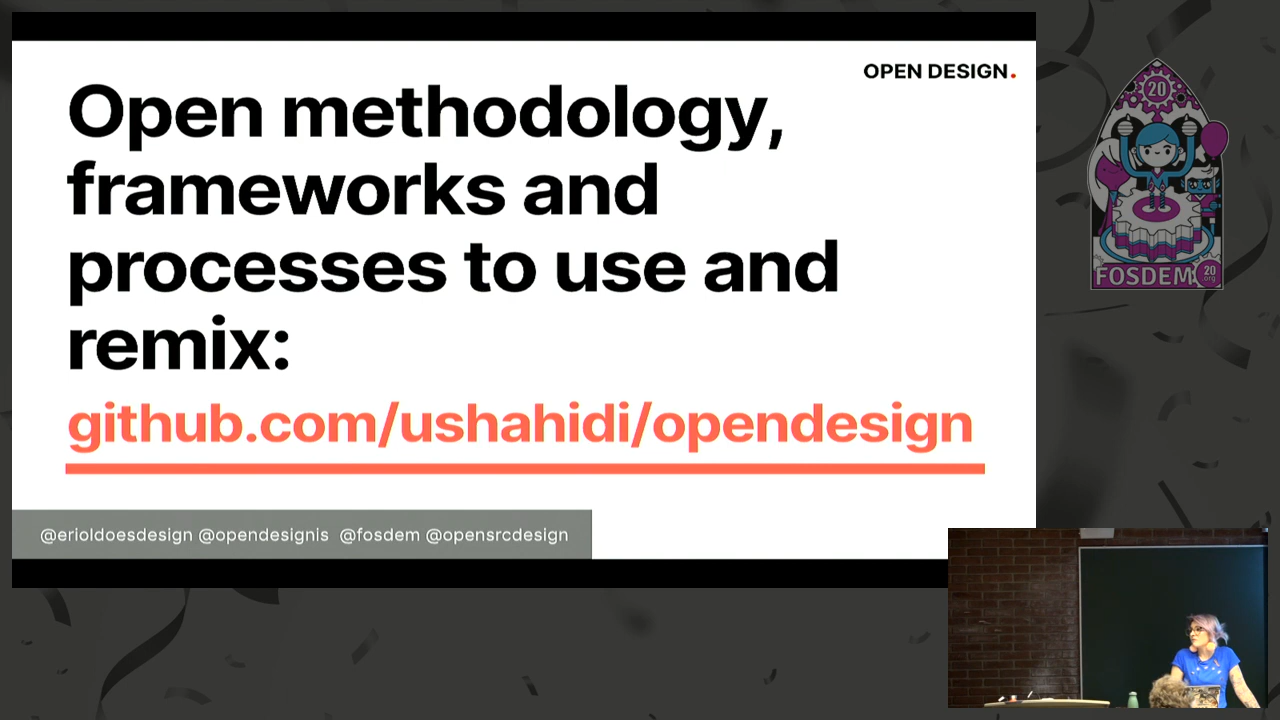 OPEN DESIGN.
Open methodology,
frameworks and
processes to use and
remix:
github.com/ushahidi/opendesign
@erioldoesdesign @opendesignis @fosdem @opensrcdesign
20
FOSDEM
20
.org